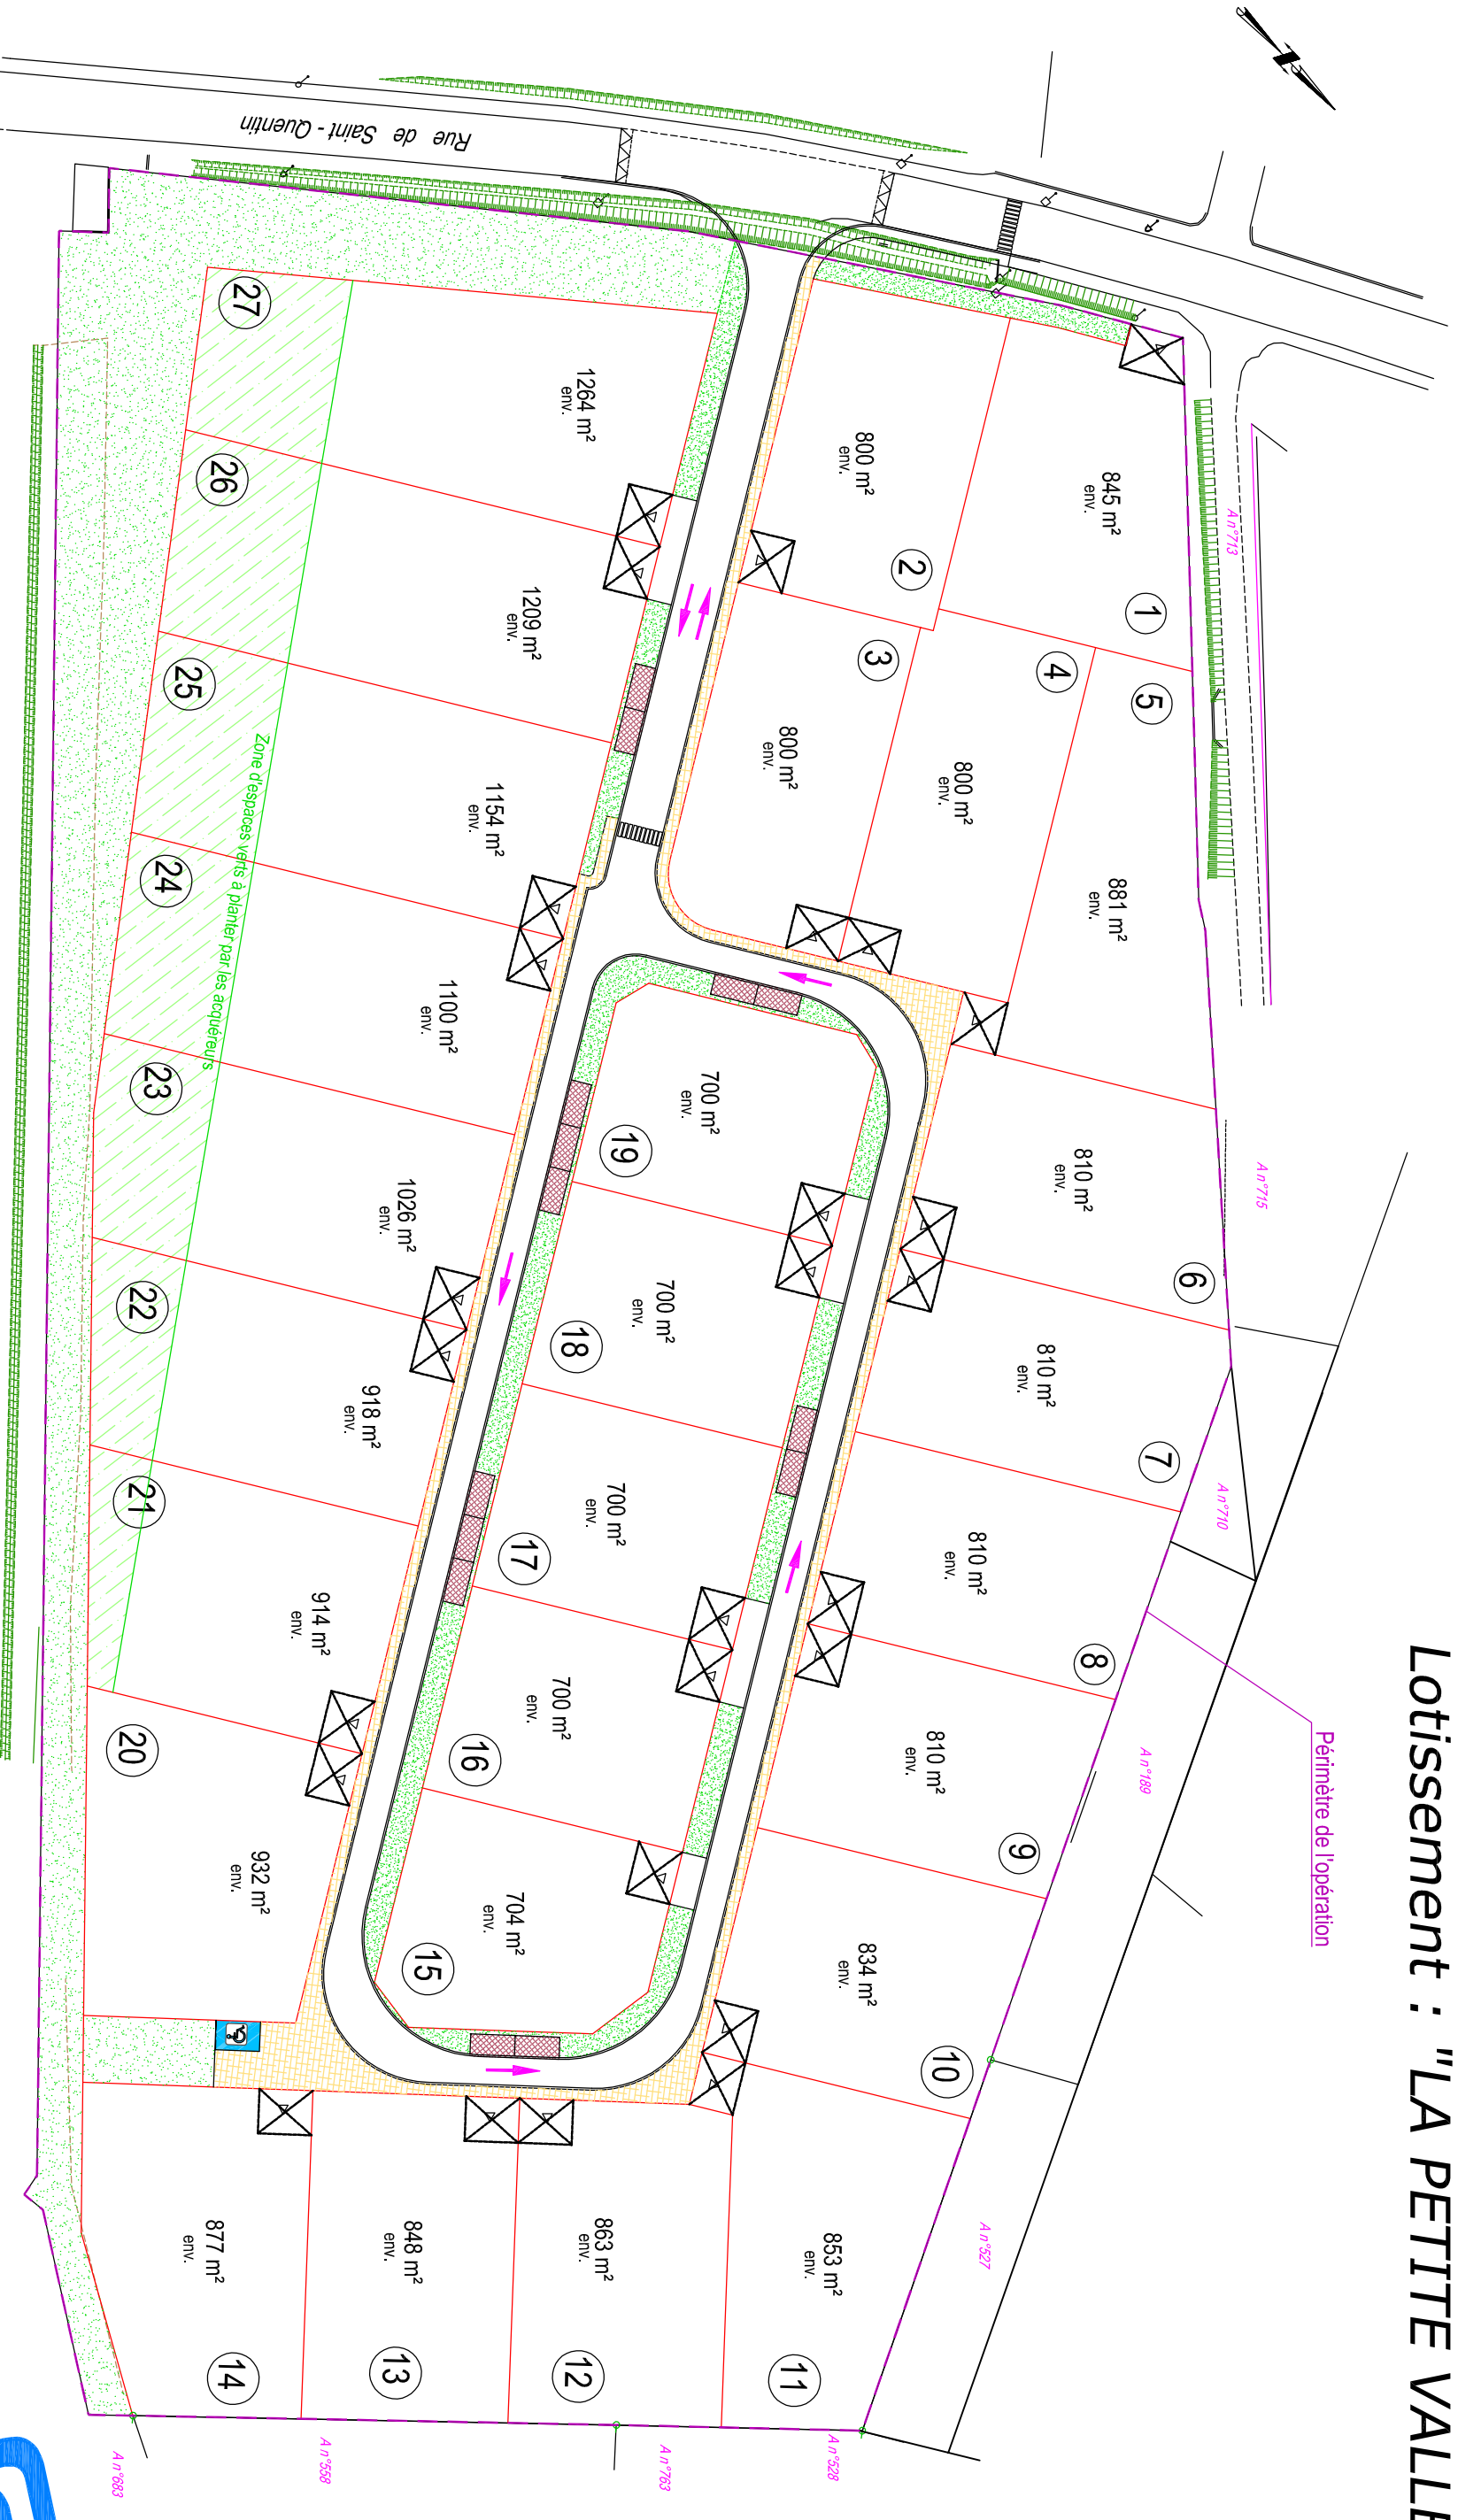 Lotissement : "LA PETITE VALLE
Rue de Saint - Quentin
Périmètre de l'opération
Zone d'espaces verts à planter par les acquéreurs
A n°713
A n°715
A n°710
A n°189
A n°527
A n°528
A n°763
A n°558
A n°683
1
845 m²
env.
2
800 m²
env.
3
800 m²
env.
4
800 m²
env.
5
881 m²
env.
6
810 m²
env.
7
810 m²
env.
8
810 m²
env.
9
810 m²
env.
10
834 m²
env.
11
853 m²
env.
12
863 m²
env.
13
848 m²
env.
14
877 m²
env.
15
704 m²
env.
16
700 m²
env.
17
700 m²
env.
18
700 m²
env.
19
700 m²
env.
20
932 m²
env.
21
914 m²
env.
22
918 m²
env.
23
1026 m²
env.
24
1100 m²
env.
25
1154 m²
env.
26
1209 m²
env.
27
1264 m²
env.